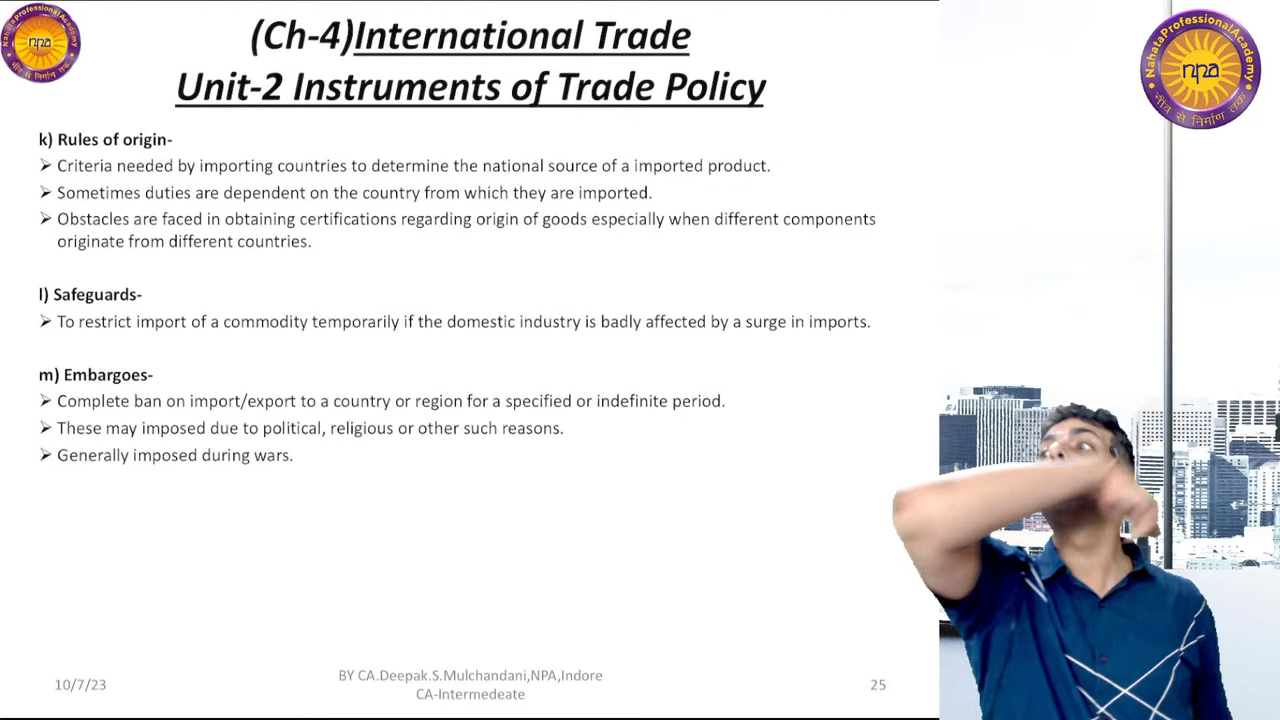 (Ch-4)International Trade
Unit-2 Instruments of Trade Policy
npa
NahataProfessionalAcademy
npa
नींव से निर्माण तक
k) Rules of origin-
➢ Criteria needed by importing countries to determine the national source of a imported product.
➢ Sometimes duties are dependent on the country from which they are imported.
➢ Obstacles are faced in obtaining certifications regarding origin of goods especially when different components
originate from different countries.
l) Safeguards-
➢ To restrict import of a commodity temporarily if the domestic industry is badly affected by a surge in imports.
m) Embargoes-
➢ Complete ban on import/export to a country or region for a specified or indefinite period.
➢ These may imposed due to political, religious or other such reasons.
➢ Generally imposed during wars.
10/7/23
BY CA.Deepak.S.Mulchandani,NPA,Indore
CA-Intermedeate
25